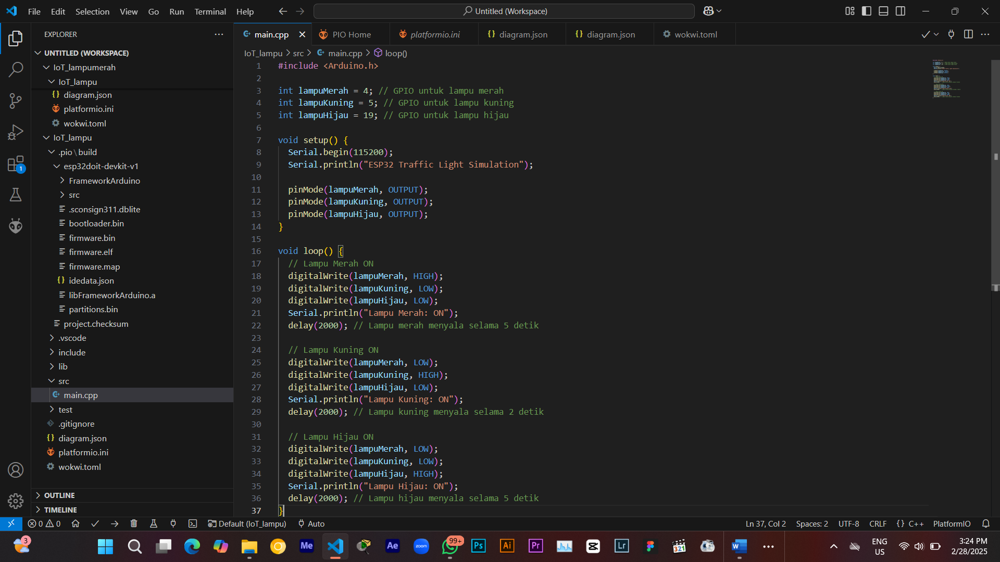 File Edit Selection View Go Run Terminal Help
Untitled (Workspace)
EXPLORER
UNTITLED (WORKSPACE)
IoT_lampumerah
IoT_lampu
diagram.json
platformio.ini
wokwi.toml
IoT_lampu
.pio\build
esp32doit-devkit-v1
FrameworkArduino
src
.sconsign311.dblite
bootloader.bin
firmware.bin
firmware.elf
firmware.map
idedata.json
libFrameworkArduino.a
partitions.bin
project.checksum
.vscode
include
lib
src
main.cpp
test
.gitignore
diagram.json
platformio.ini
wokwi.toml
OUTLINE
TIMELINE
1
main.cpp PIO Home platformio.ini diagram.json diagram.json wokwi.toml
IoT_lampu > src > main.cpp > loop()
1 #include <Arduino.h>
2
3 int lampuMerah = 4; // GPIO untuk lampu merah
4 int lampuKuning = 5; // GPIO untuk lampu kuning
5 int lampuHijau = 19; // GPIO untuk lampu hijau
6
7 void setup() {
8 Serial.begin(115200);
9 Serial.println("ESP32 Traffic Light Simulation");
10
11 pinMode(lampuMerah, OUTPUT);
12 pinMode(lampuKuning, OUTPUT);
13 pinMode(lampuHijau, OUTPUT);
14 }
15
16 void loop() {
17 // Lampu Merah ON
18 digitalWrite(lampuMerah, HIGH);
19 digitalWrite(lampuKuning, LOW);
20 digitalWrite(lampuHijau, LOW);
21 Serial.println("Lampu Merah: ON");
22 delay(2000); // Lampu merah menyala selama 5 detik
23
24 // Lampu Kuning ON
25 digitalWrite(lampuMerah, LOW);
26 digitalWrite(lampuKuning, HIGH);
27 digitalWrite(lampuHijau, LOW);
28 Serial.println("Lampu Kuning: ON");
29 delay(2000); // Lampu kuning menyala selama 2 detik
30
31 // Lampu Hijau ON
32 digitalWrite(lampuMerah, LOW);
33 digitalWrite(lampuKuning, LOW);
34 digitalWrite(lampuHijau, HIGH);
35 Serial.println("Lampu Hijau: ON");
36 delay(2000); // Lampu hijau menyala selama 5 detik
37 }
0 0 Default (IoT_lampu) Auto
Ln 37, Col 2 Spaces: 2 UTF-8 CRLF {} C++ PlatformIO
3
Me Ae zoom 99+ Ps Ai Pr Lr 321 W
ENG
US
3:24 PM
2/28/2025